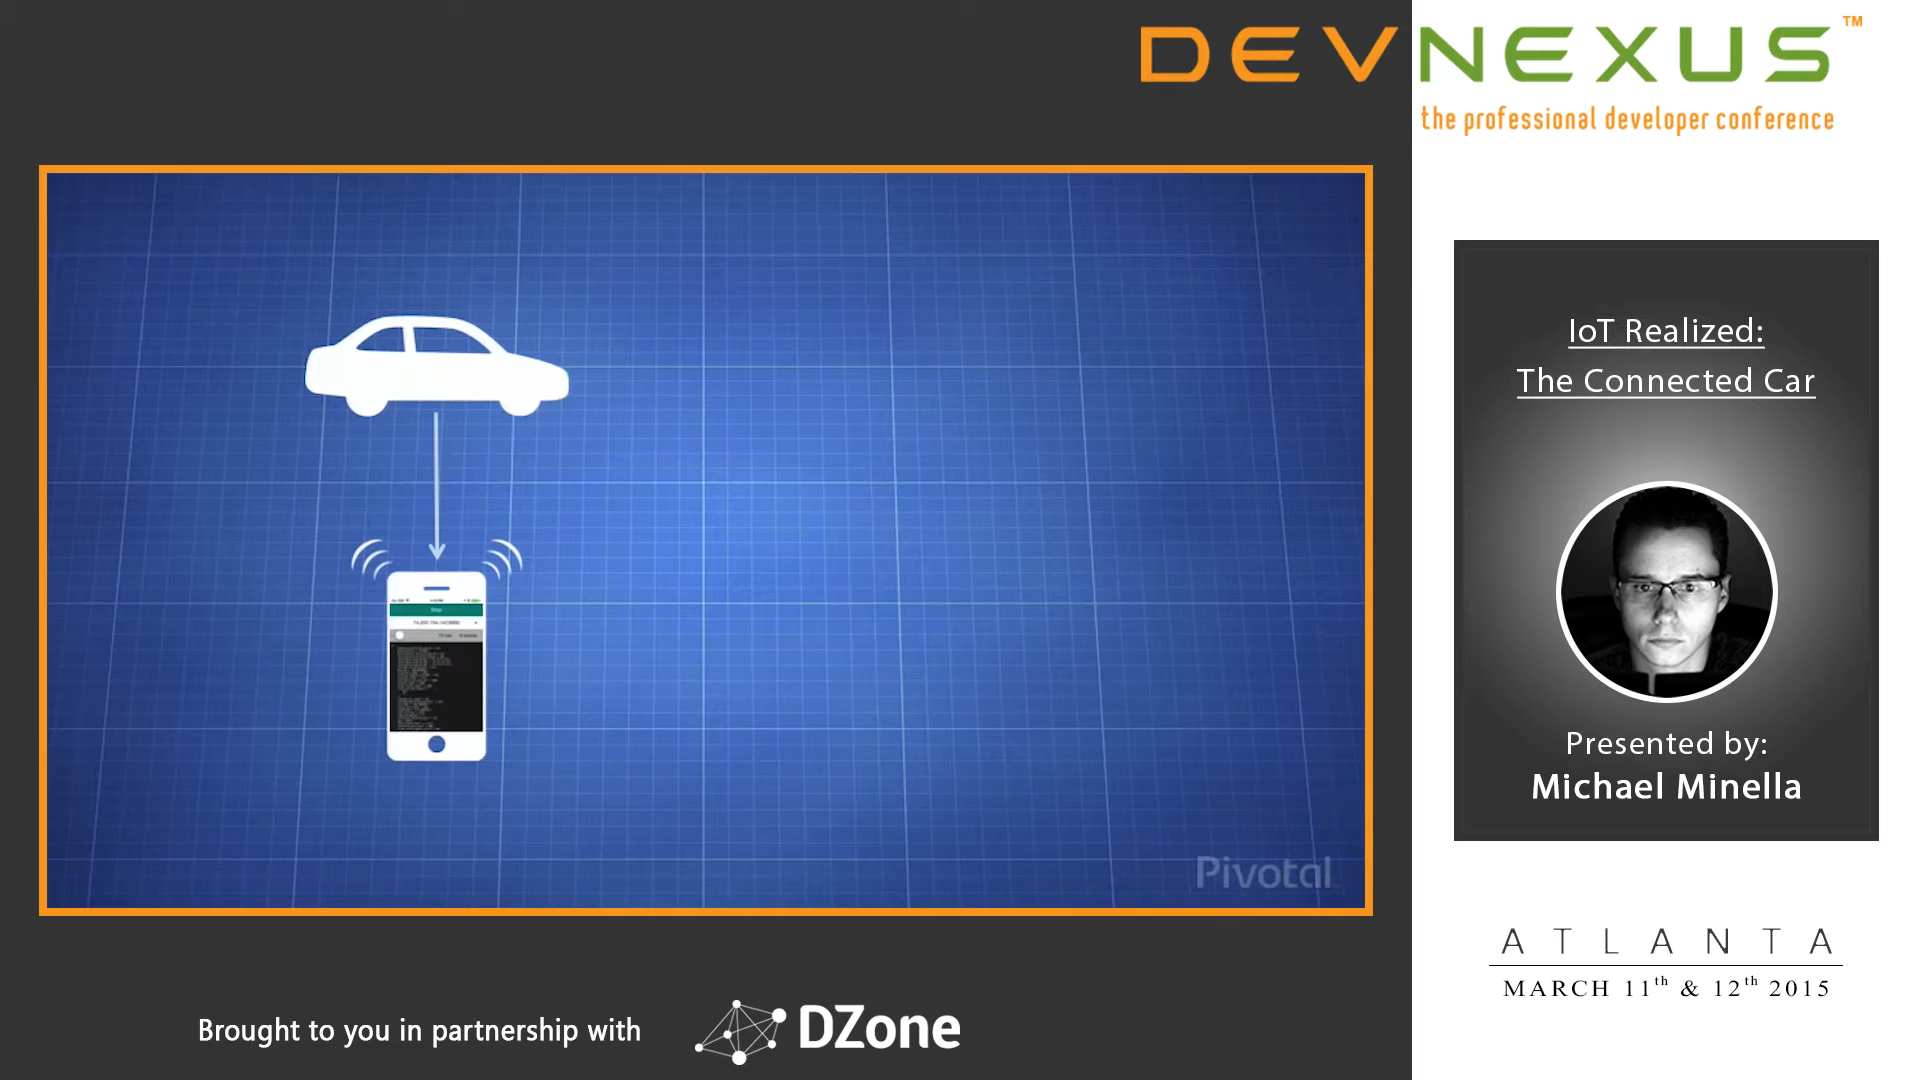 DEVNEXUS™
the professional developer conference
IoT Realized:
The Connected Car
Presented by:
Michael Minella
Pivotal
ATLANTA
MARCH 11th & 12th 2015
Brought to you in partnership with
DZone